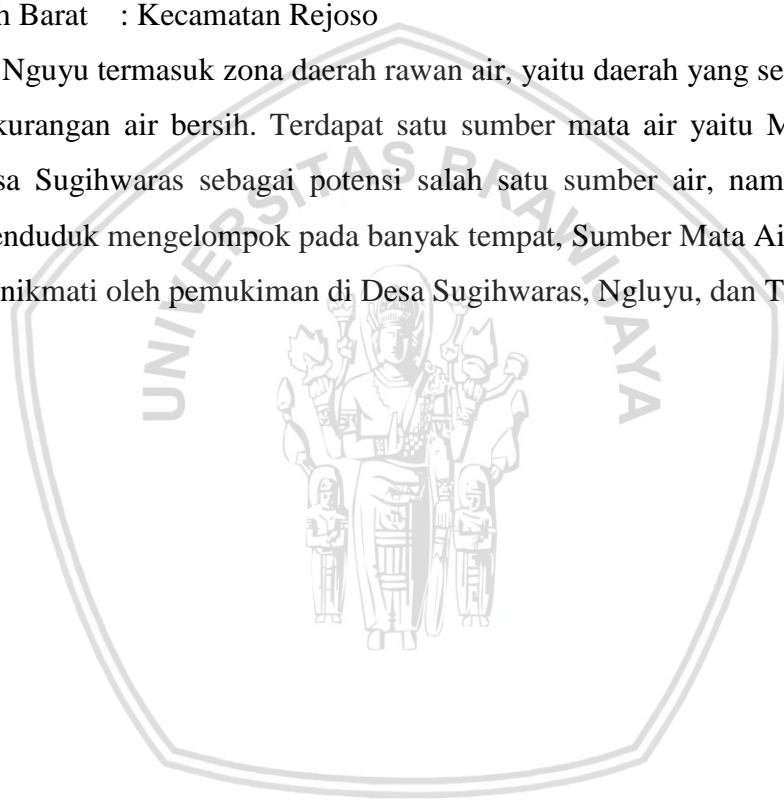 h Barat : Kecamatan Rejoso
Nguyu termasuk zona daerah rawan air, yaitu daerah yang se
kurangan air bersih. Terdapat satu sumber mata air yaitu M
sa Sugihwaras sebagai potensi salah satu sumber air, nam
enduduk mengelompok pada banyak tempat, Sumber Mata Ai
nikmati oleh pemukiman di Desa Sugihwaras, Ngluyu, dan T
UNIVERSITAS BRAWIJAYA